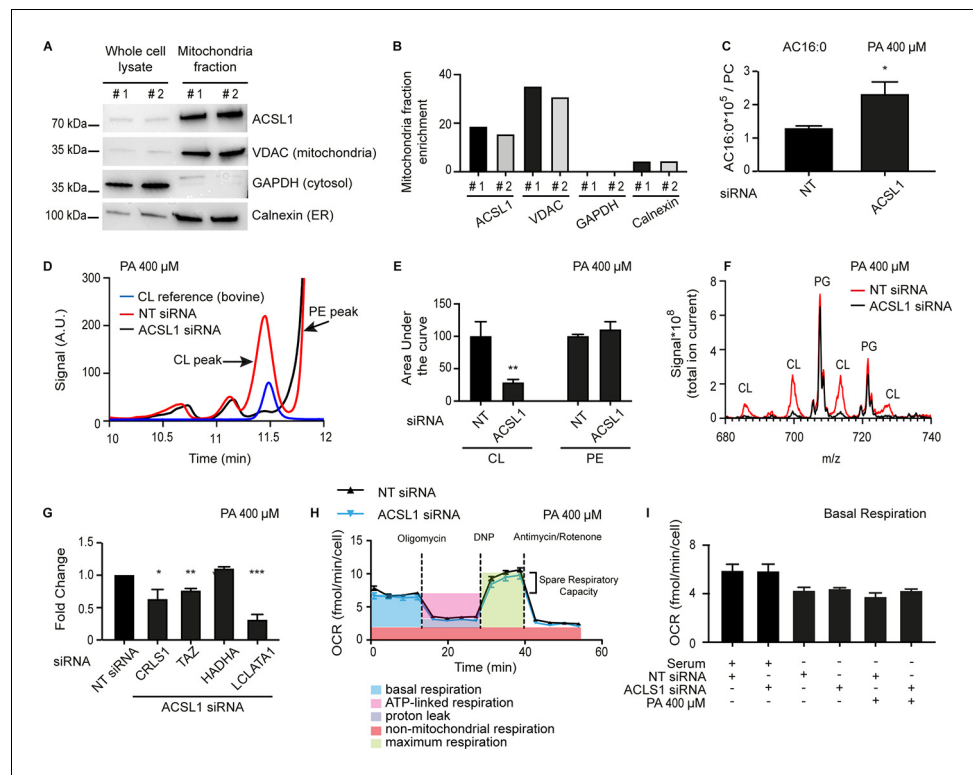 A
Whole cell lysate
Mitochondria fraction
# 1 # 2 # 1 # 2
70 kDa
ACSL1
35 kDa
VDAC (mitochondria)
35 kDa
GAPDH (cytosol)
100 kDa
Calnexin (ER)
B
Mitochondria fraction enrichment
40
20
0
# 1 # 2 # 1 # 2 # 1 # 2 # 1 # 2
ACSL1
VDAC
GAPDH
Calnexin
C
AC16:0
PA 400 µM
AC16:0*10⁵ / PC
3
2
1
0
*
siRNA
NT
ACSL1
D
PA 400 µM
Signal (A.U.)
300
200
100
0
CL reference (bovine)
NT siRNA
ACSL1 siRNA
PE peak
CL peak
10 10.5 11 11.5 12
Time (min)
E
PA 400 µM
Area Under the curve
200
150
100
50
0
**
siRNA
NT
ACSL1
NT
ACSL1
CL
PE
F
PA 400 µM
NT siRNA
ACSL1 siRNA
Signal*10⁸
(total ion current)
8
6
4
2
0
CL
CL
PG
CL
PG
CL
680 700 720 740
m/z
G
PA 400 µM
Fold Change
1.5
1.0
0.5
0.0
* ** ***
siRNA
NT siRNA
CRLS1
TAZ
HADHA
LCLATA1
ACSL1 siRNA
NT siRNA
ACSL1 siRNA
H
PA 400 µM
Oligomycin
DNP
Antimycin/Rotenone
OCR (fmol/min/cell)
15
10
5
0
Spare Respiratory Capacity
0 20 40 60
Time (min)
basal respiration
ATP-linked respiration
proton leak
non-mitochondrial respiration
maximum respiration
I
Basal Respiration
OCR (fmol/min/cell)
8
4
0
Serum + + - - - -
NT siRNA + - + - + -
ACLS1 siRNA - + - + - +
PA 400 µM - - - - + +